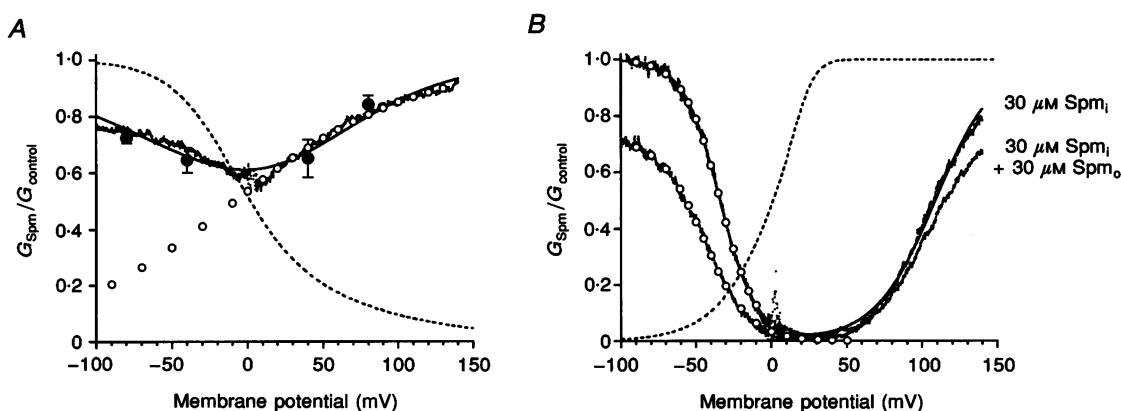 A
B
G_Spm/G_control
1·0
0·8
0·6
0·4
0·2
0
−100
−50
0
50
100
150
Membrane potential (mV)
G_Spm/G_control
1·0
0·8
0·6
0·4
0·2
0
−100
−50
0
50
100
150
Membrane potential (mV)
30 μM Spm_i
30 μM Spm_i
+ 30 μM Spm_o